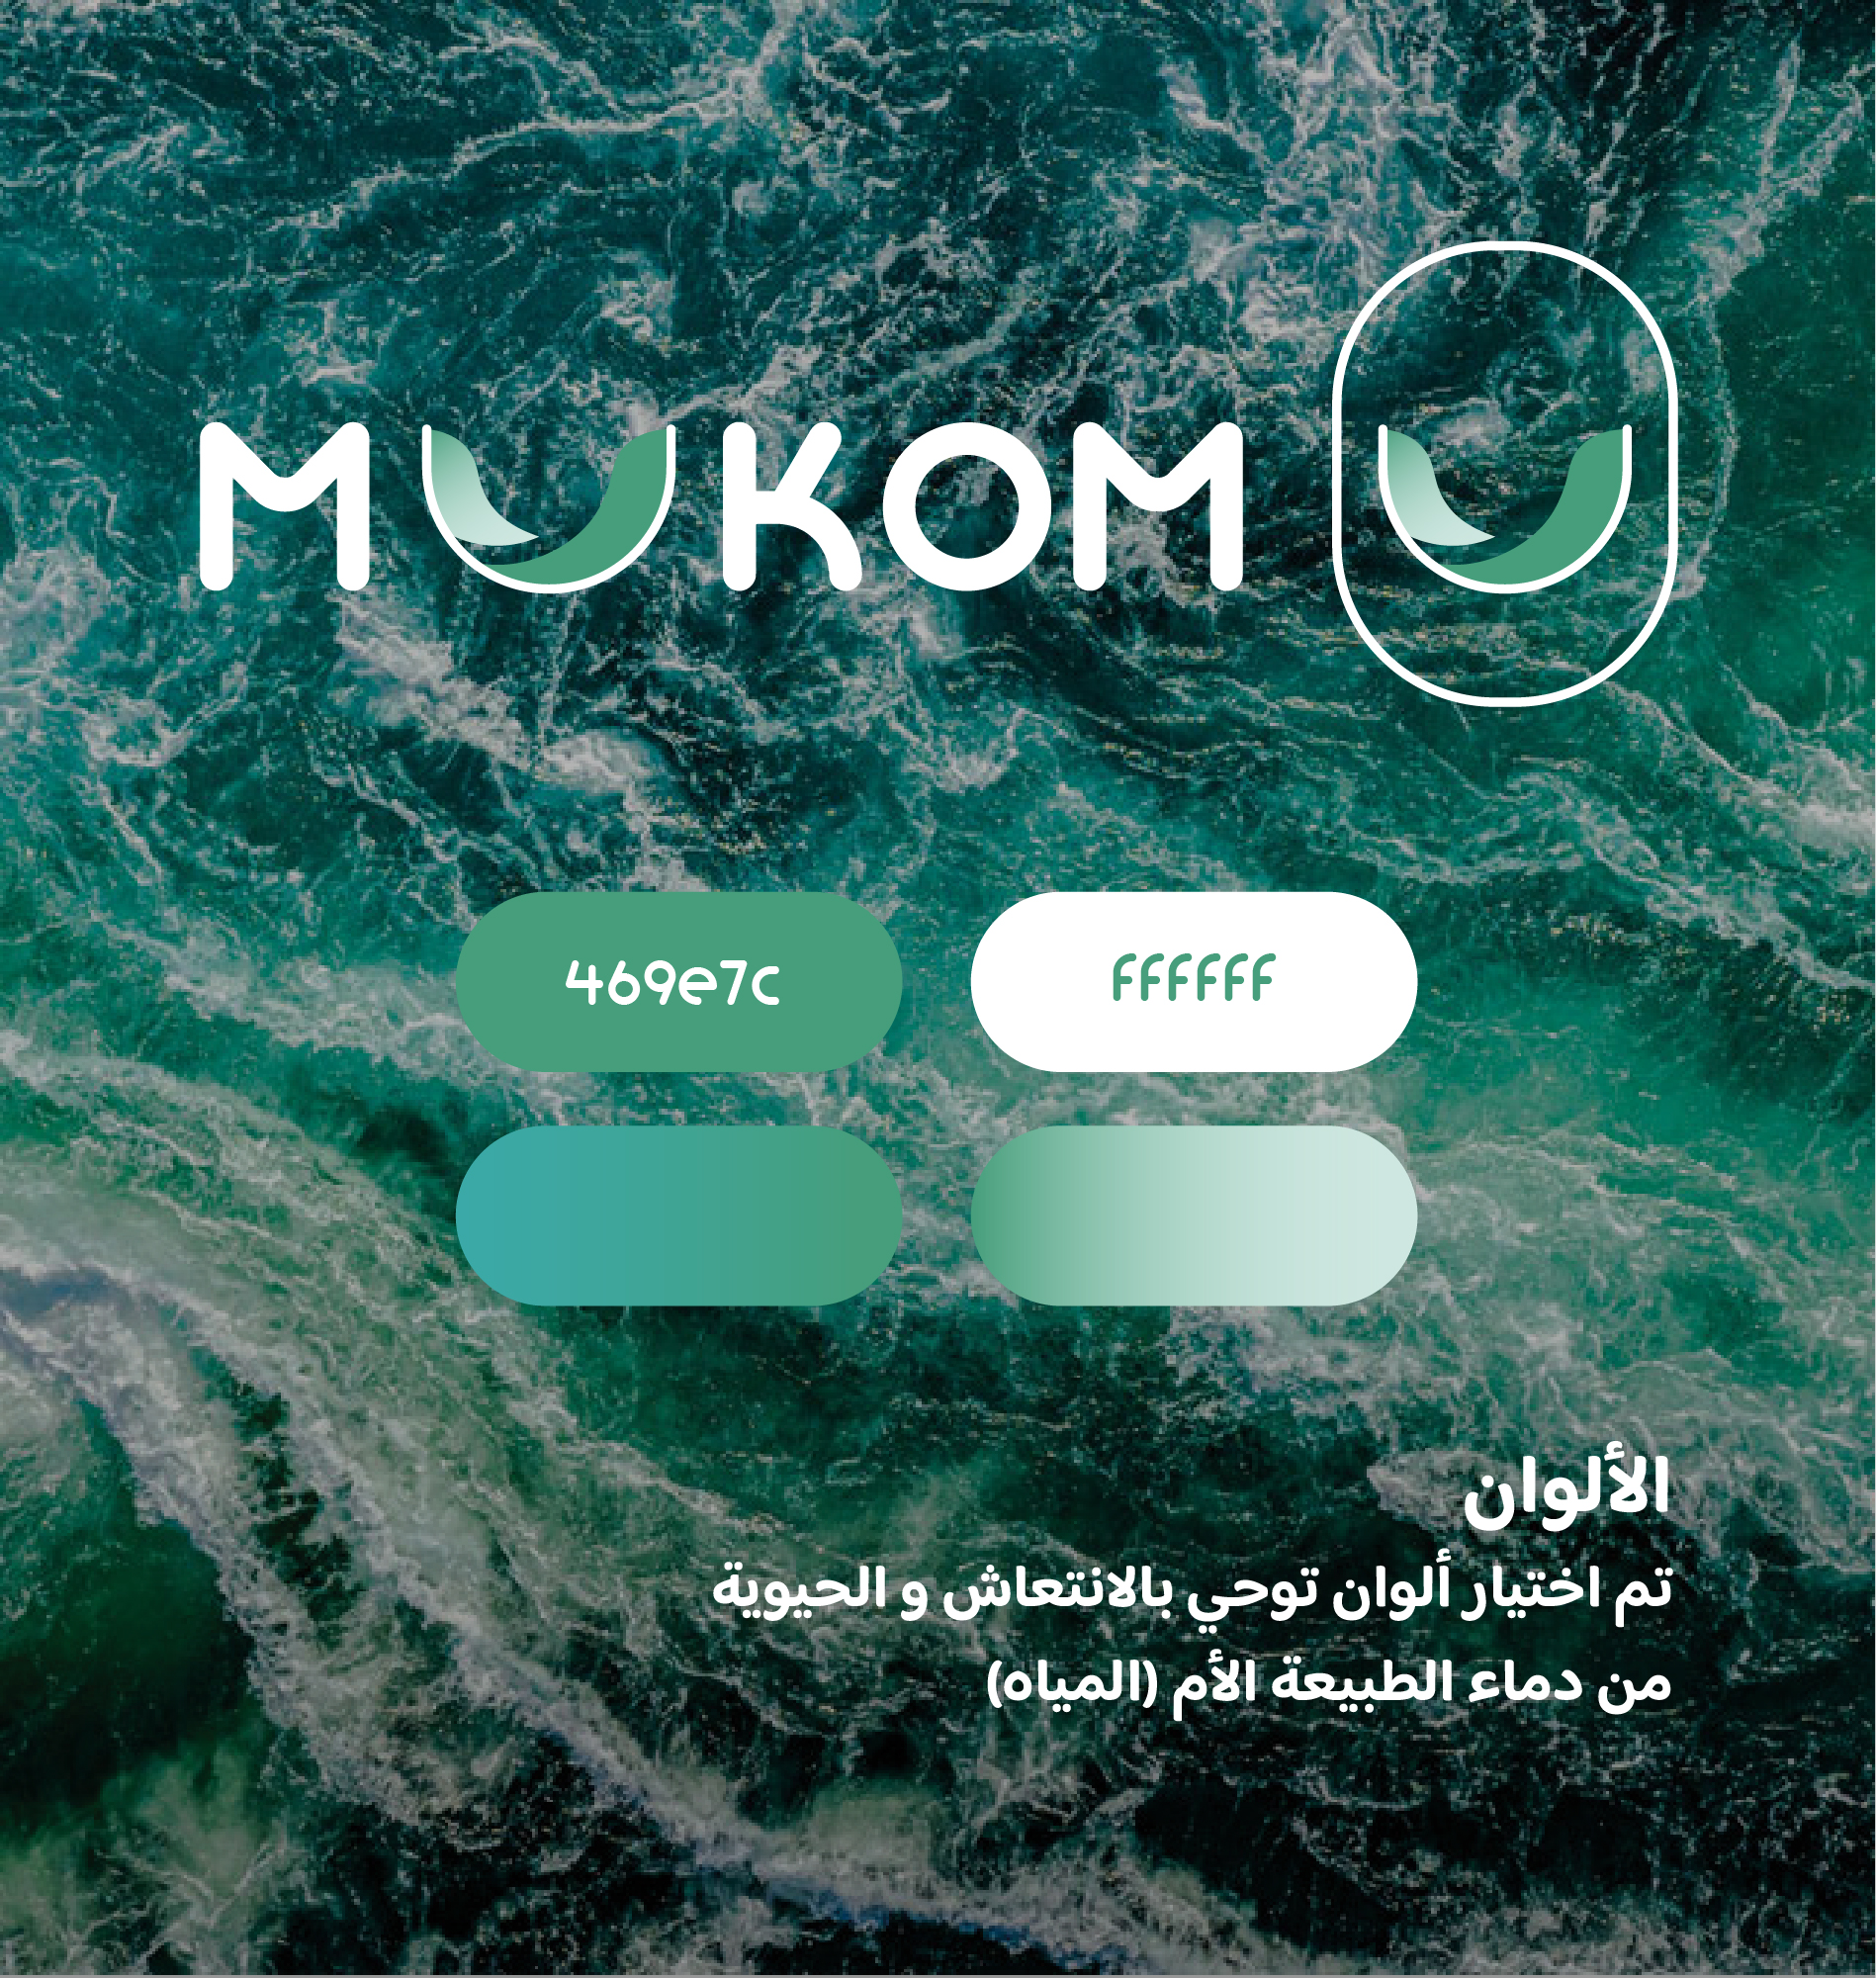 MUKOM
U
469e7c
ffffff
الألوان
تم اختيار ألوان توحي بالانتعاش و الحيوية
من دماء الطبيعة الأم (المياه)